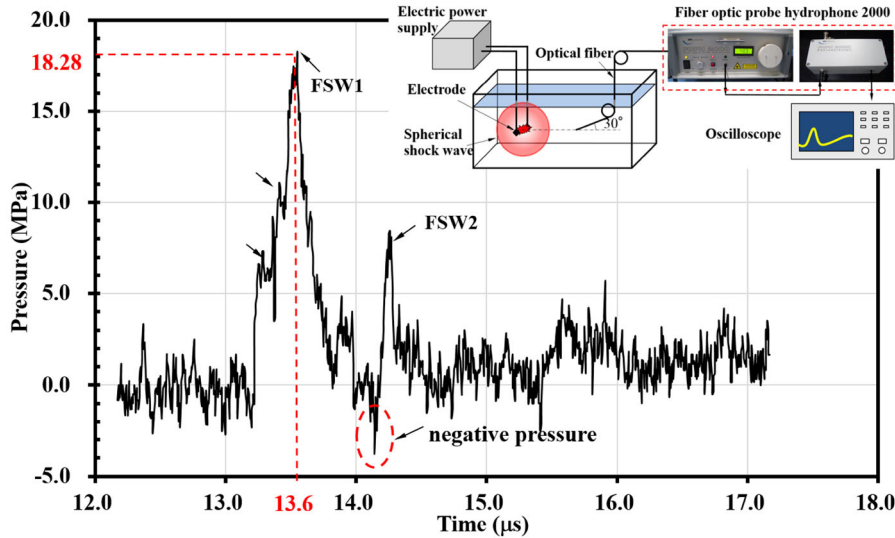 Electric power
supply
Fiber optic probe hydrophone 2000
Optical fiber
Electrode
30°
Spherical
shock wave
Oscilloscope
20.0
18.28
15.0
10.0
5.0
0.0
-5.0
Pressure (MPa)
FSW1
FSW2
negative pressure
12.0
13.0
13.6
14.0
15.0
16.0
17.0
18.0
Time (μs)